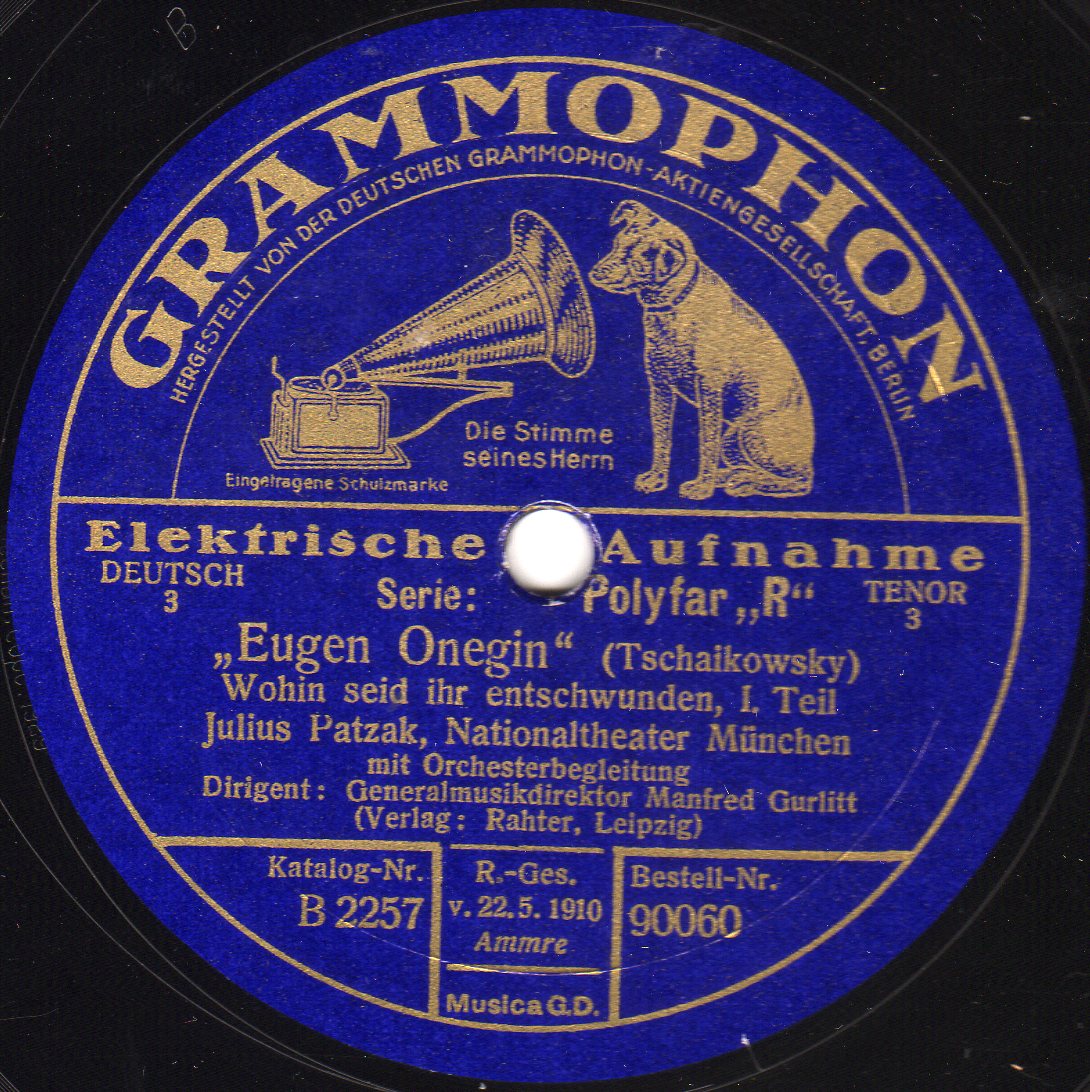 B
GRAMMOPHON
HERGESTELLT VON DER DEUTSCHEN GRAMMOPHON-AKTIENGESELLSCHAFT, BERLIN
Die Stimme
seines Herrn
Eingetragene Schutzmarke
Elektrische Aufnahme
DEUTSCH
3
Serie: Polyfar „R“
TENOR
3
„Eugen Onegin“ (Tschaikowsky)
Wohin seid ihr entschwunden, I. Teil
Julius Patzak, Nationaltheater München
mit Orchesterbegleitung
Dirigent: Generalmusikdirektor Manfred Gurlitt
(Verlag: Rahter, Leipzig)
Katalog-Nr.
B 2257
R.-Ges.
v. 22.5. 1910
Ammre
Musica G.D.
Bestell-Nr.
90060